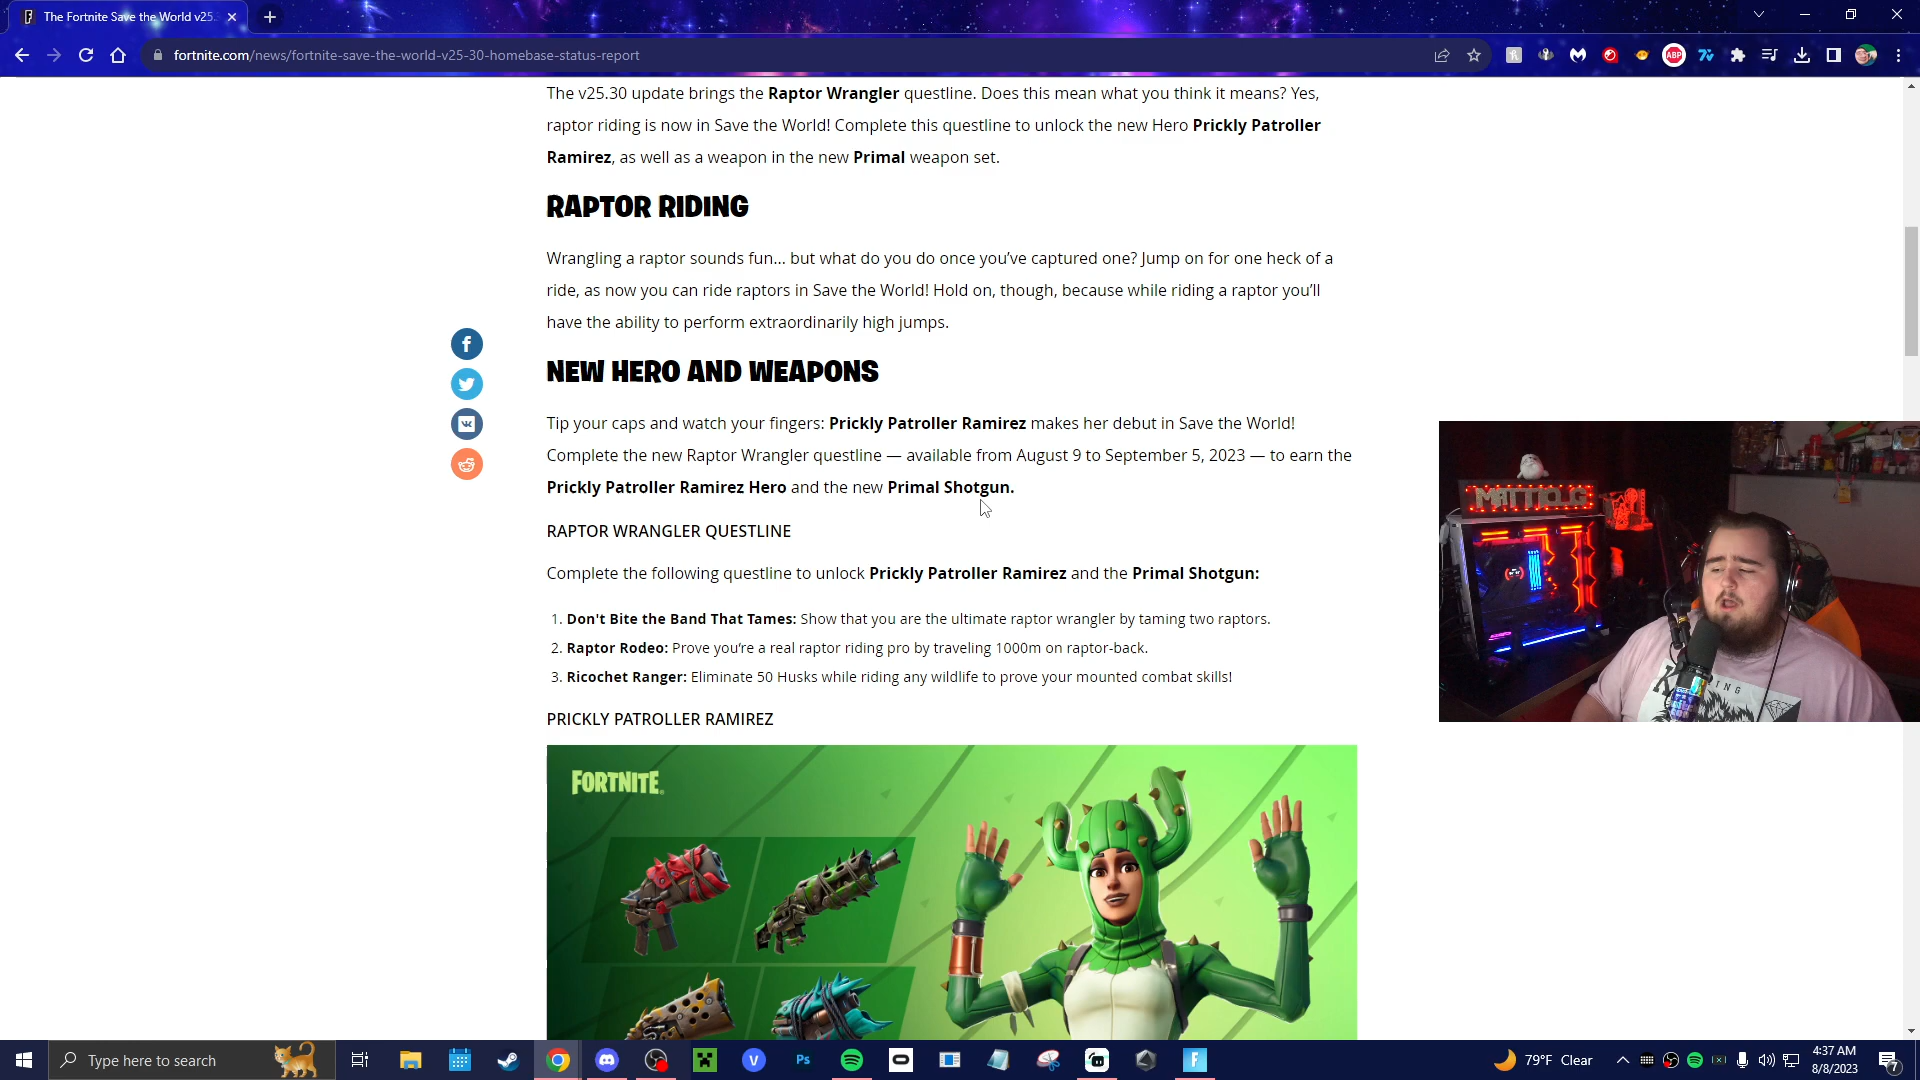 The Fortnite Save the World v25.
fortnite.com/news/fortnite-save-the-world-v25-30-homebase-status-report
ABP
The v25.30 update brings the Raptor Wrangler questline. Does this mean what you think it means? Yes,
raptor riding is now in Save the World! Complete this questline to unlock the new Hero Prickly Patroller
Ramirez, as well as a weapon in the new Primal weapon set.
RAPTOR RIDING
Wrangling a raptor sounds fun... but what do you do once you’ve captured one? Jump on for one heck of a
ride, as now you can ride raptors in Save the World! Hold on, though, because while riding a raptor you’ll
have the ability to perform extraordinarily high jumps.
NEW HERO AND WEAPONS
Tip your caps and watch your fingers: Prickly Patroller Ramirez makes her debut in Save the World!
Complete the new Raptor Wrangler questline — available from August 9 to September 5, 2023 — to earn the
Prickly Patroller Ramirez Hero and the new Primal Shotgun.
RAPTOR WRANGLER QUESTLINE
Complete the following questline to unlock Prickly Patroller Ramirez and the Primal Shotgun:
1. Don't Bite the Band That Tames: Show that you are the ultimate raptor wrangler by taming two raptors.
2. Raptor Rodeo: Prove you’re a real raptor riding pro by traveling 1000m on raptor-back.
3. Ricochet Ranger: Eliminate 50 Husks while riding any wildlife to prove your mounted combat skills!
PRICKLY PATROLLER RAMIREZ
FORTNITE
MATTIOLG
Type here to search
Ps
79°F Clear
4:37 AM
8/8/2023
7